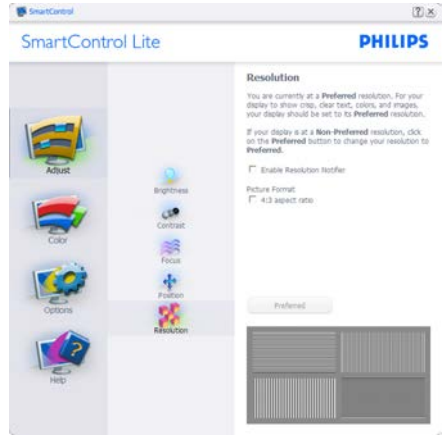 SmartControl
SmartControl Lite
PHILIPS
Adjust
Color
Options
Help
Brightness
Contrast
Focus
Position
Resolution
Resolution
You are currently at a Preferred resolution. For your
display to show crisp, clear text, colors, and images,
your display should be set to its Preferred resolution.
If your display is at a Non-Preferred resolution, click
on the Preferred button to change your resolution to
Preferred.
Enable Resolution Notifier
Picture Format
4:3 aspect ratio
Preferred